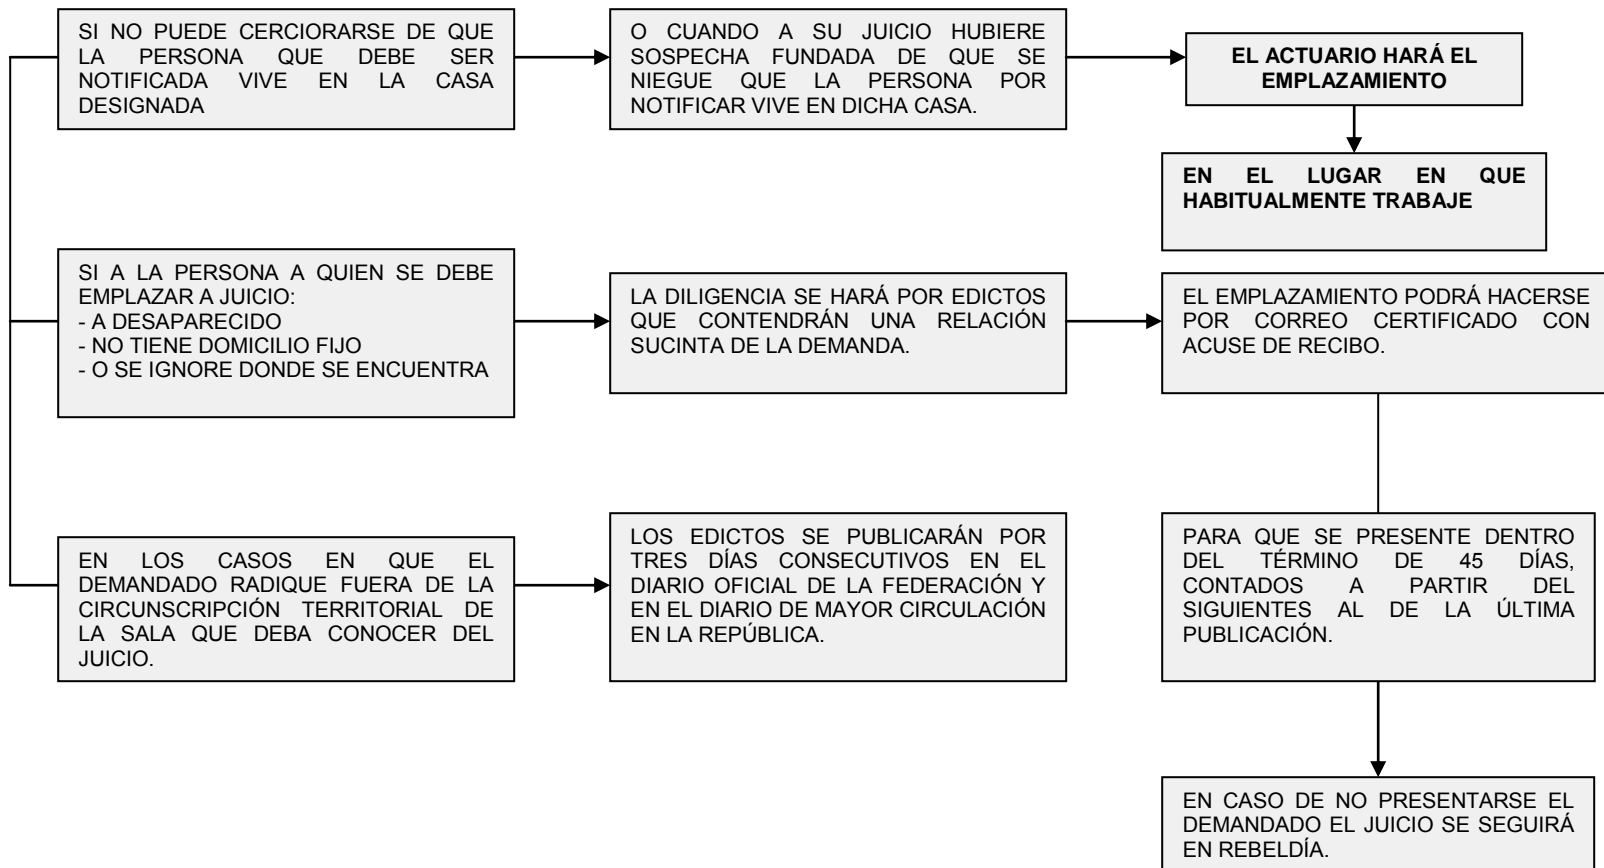 SI NO PUEDE CERCIORARSE DE QUE
LA PERSONA QUE DEBE SER
NOTIFICADA VIVE EN LA CASA
DESIGNADA
O CUANDO A SU JUICIO HUBIERE
SOSPECHA FUNDADA DE QUE SE
NIEGUE QUE LA PERSONA POR
NOTIFICAR VIVE EN DICHA CASA.
EL ACTUARIO HARÁ EL
EMPLAZAMIENTO
EN EL LUGAR EN QUE
HABITUALMENTE TRABAJE
SI A LA PERSONA A QUIEN SE DEBE
EMPLAZAR A JUICIO:
- A DESAPARECIDO
- NO TIENE DOMICILIO FIJO
- O SE IGNORE DONDE SE ENCUENTRA
LA DILIGENCIA SE HARÁ POR EDICTOS
QUE CONTENDRÁN UNA RELACIÓN
SUCINTA DE LA DEMANDA.
EL EMPLAZAMIENTO PODRÁ HACERSE
POR CORREO CERTIFICADO CON
ACUSE DE RECIBO.
EN LOS CASOS EN QUE EL
DEMANDADO RADIQUE FUERA DE LA
CIRCUNSCRIPCIÓN TERRITORIAL DE
LA SALA QUE DEBA CONOCER DEL
JUICIO.
LOS EDICTOS SE PUBLICARÁN POR
TRES DÍAS CONSECUTIVOS EN EL
DIARIO OFICIAL DE LA FEDERACIÓN Y
EN EL DIARIO DE MAYOR CIRCULACIÓN
EN LA REPÚBLICA.
PARA QUE SE PRESENTE DENTRO
DEL TÉRMINO DE 45 DÍAS,
CONTADOS A PARTIR DEL
SIGUIENTES AL DE LA ÚLTIMA
PUBLICACIÓN.
EN CASO DE NO PRESENTARSE EL
DEMANDADO EL JUICIO SE SEGUIRÁ
EN REBELDÍA.